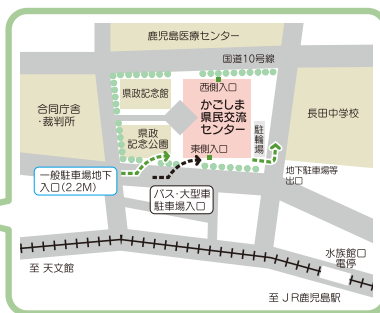 鹿児島医療センター
国道10号線
県政記念館
西側入口
かごしま
県民交流
センター
合同庁舎
・裁判所
県政
記念公園
駐輪場
長田中学校
東側入口
一般駐車場地下
入口(2.2M)
地下駐車場等
出口
バス・大型車
駐車場入口
水族館口
電停
至 天文館
至 JR鹿児島駅